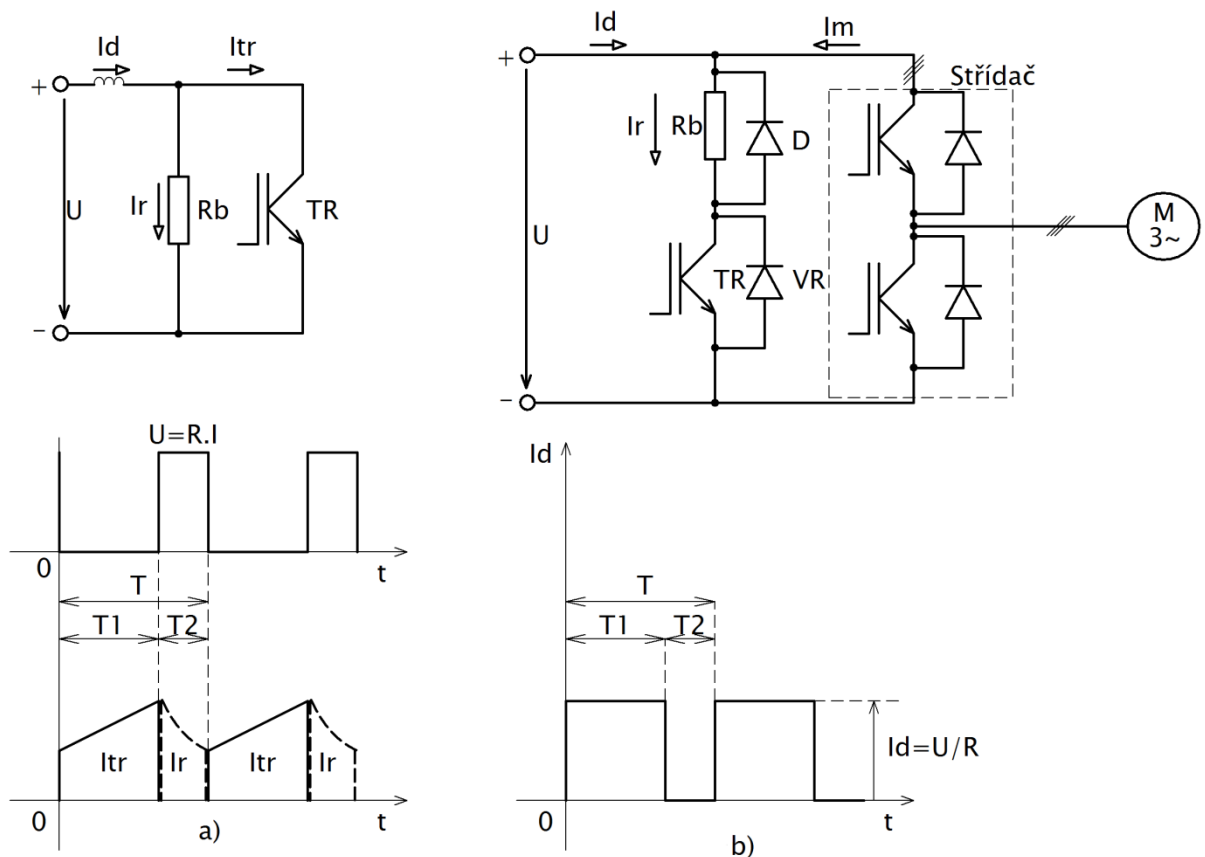 Id
Itr
+
U
Ir
Rb
TR
-
Id
Im
+
Střídač
Ir
Rb
D
U
TR
VR
M
3~
-
U=R.I
0
t
T
T1
T2
Itr
Ir
Itr
Ir
0
t
a)
Id
T
T1
T2
Id=U/R
0
t
b)